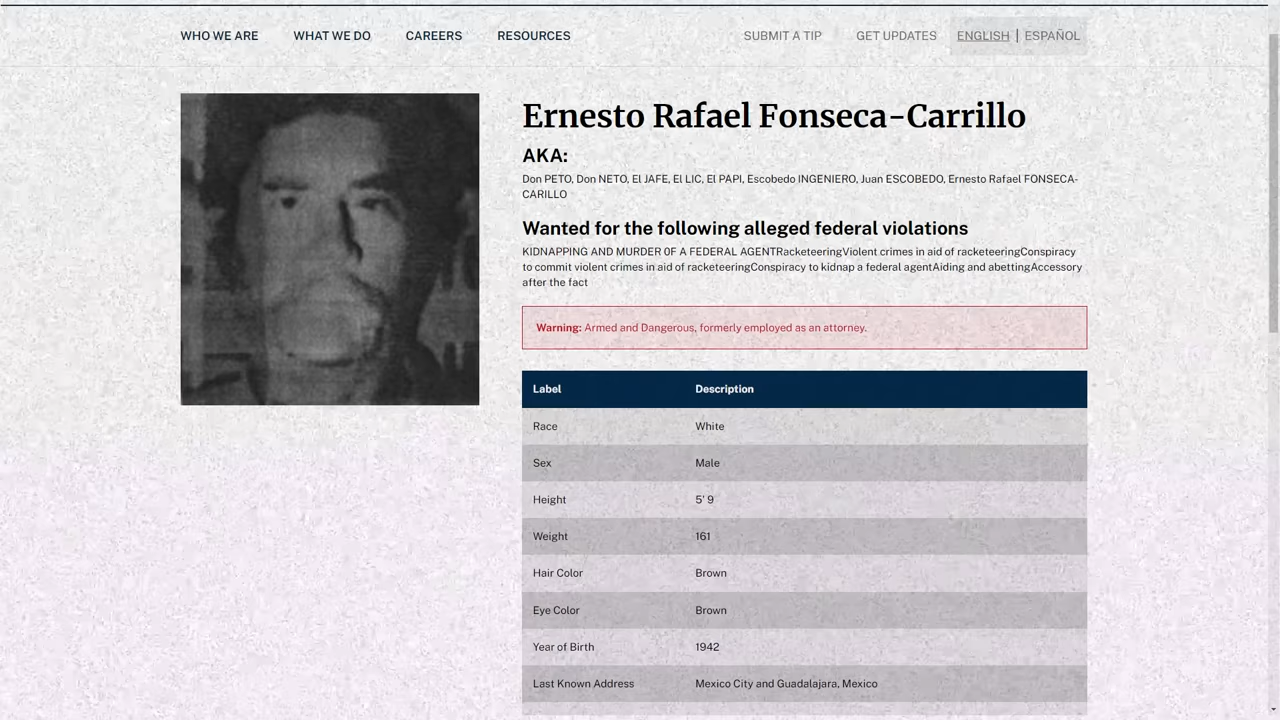 WHO WE ARE WHAT WE DO CAREERS RESOURCES SUBMIT A TIP GET UPDATES ENGLISH | ESPAÑOL
Ernesto Rafael Fonseca-Carrillo
AKA:
Don PETO, Don NETO, El JAFE, El LIC, El PAPI, Escobedo INGENIERO, Juan ESCOBEDO, Ernesto Rafael FONSECA-
CARILLO
Wanted for the following alleged federal violations
KIDNAPPING AND MURDER 0F A FEDERAL AGENTRacketeeringViolent crimes in aid of racketeeringConspiracy
to commit violent crimes in aid of racketeeringConspiracy to kidnap a federal agentAiding and abettingAccessory
after the fact
Warning: Armed and Dangerous, formerly employed as an attorney.
Label Description
Race White
Sex Male
Height 5' 9
Weight 161
Hair Color Brown
Eye Color Brown
Year of Birth 1942
Last Known Address Mexico City and Guadalajara, Mexico